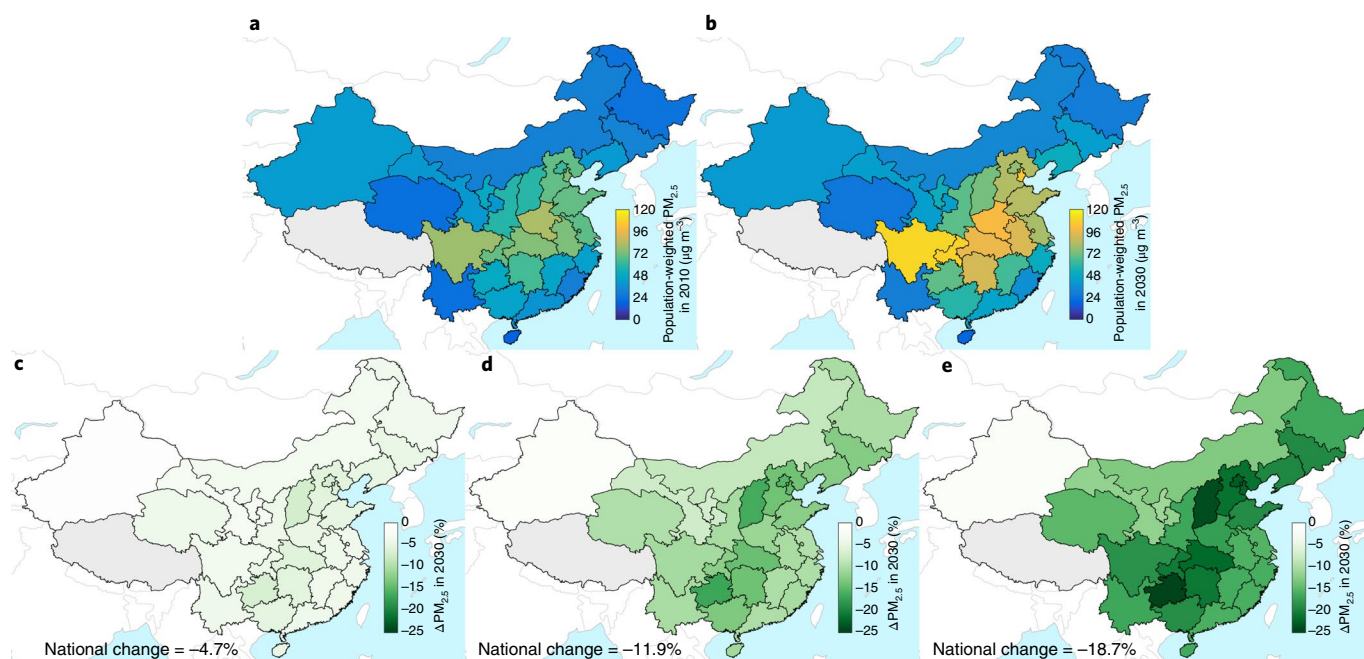 a
b
120
96
72
48
24
0
Population-weighted PM2.5
in 2010 (μg m−3)
120
96
72
48
24
0
Population-weighted PM2.5
in 2030 (μg m−3)
c
d
e
0
−5
−10
−15
−20
−25
ΔPM2.5 in 2030 (%)
National change = −4.7%
0
−5
−10
−15
−20
−25
ΔPM2.5 in 2030 (%)
National change = −11.9%
0
−5
−10
−15
−20
−25
ΔPM2.5 in 2030 (%)
National change = −18.7%